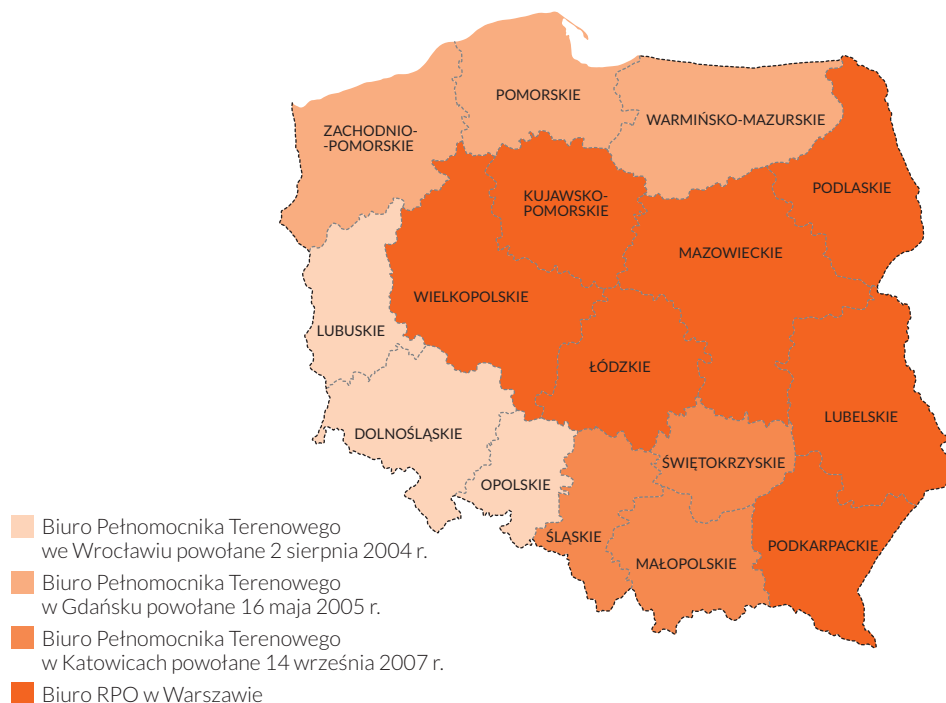 POMORSKIE
WARMIŃSKO-MAZURSKIE
ZACHODNIO-
-POMORSKIE
PODLASKIE
KUJAWSKO-
POMORSKIE
MAZOWIECKIE
WIELKOPOLSKIE
LUBUSKIE
ŁÓDZKIE
LUBELSKIE
DOLNOŚLĄSKIE
ŚWIĘTOKRZYSKIE
OPOLSKIE
ŚLĄSKIE
PODKARPACKIE
MAŁOPOLSKIE
Biuro Pełnomocnika Terenowego
we Wrocławiu powołane 2 sierpnia 2004 r.
Biuro Pełnomocnika Terenowego
w Gdańsku powołane 16 maja 2005 r.
Biuro Pełnomocnika Terenowego
w Katowicach powołane 14 września 2007 r.
Biuro RPO w Warszawie